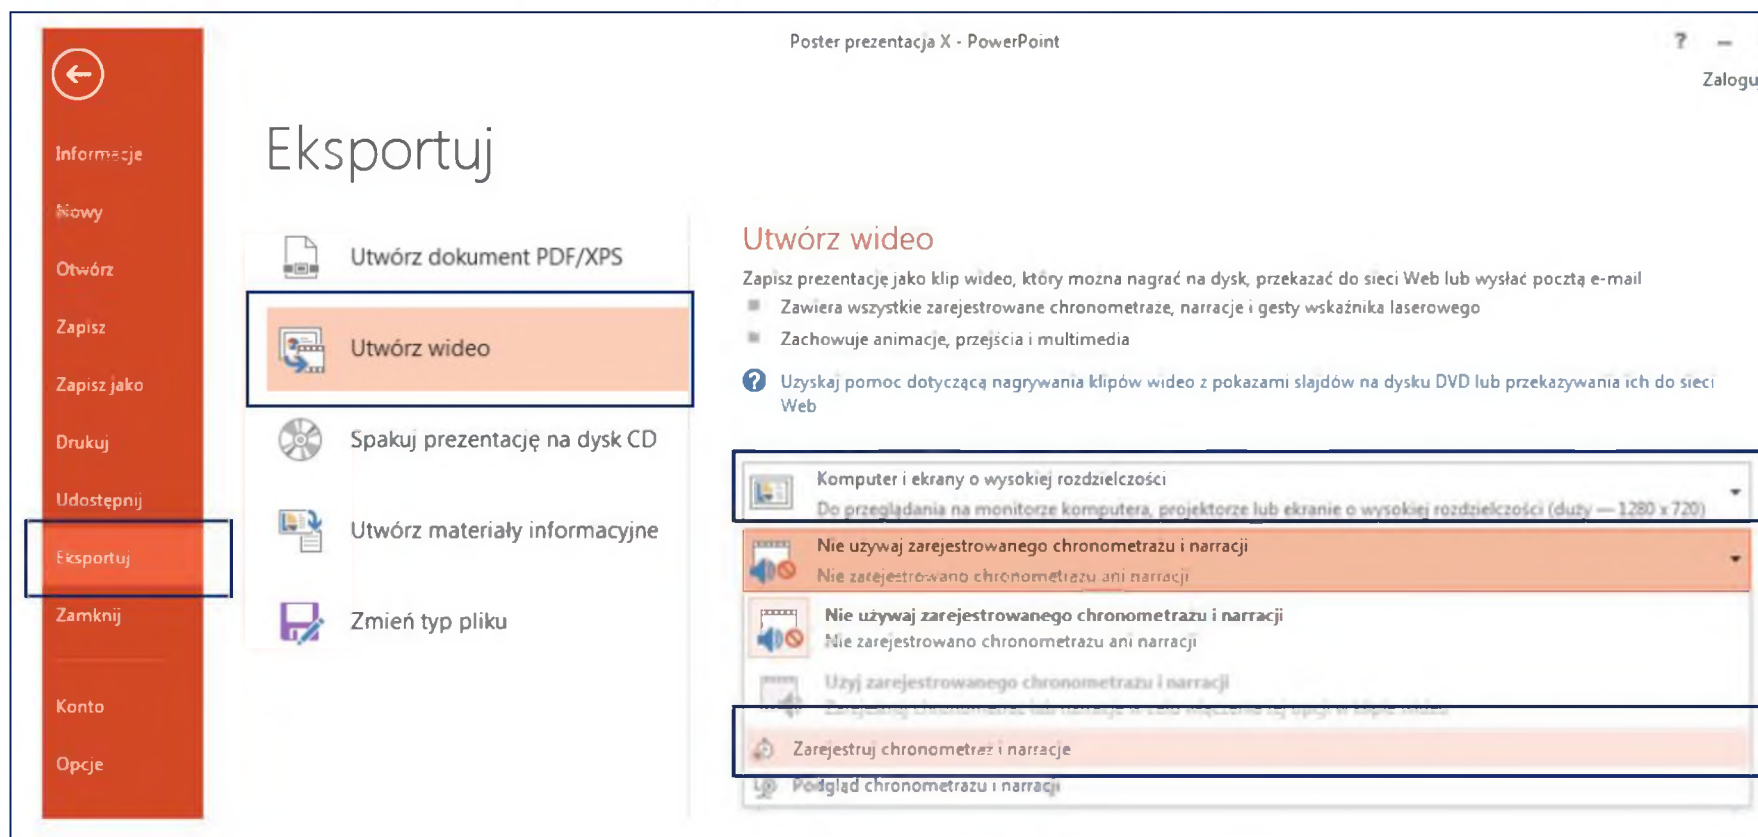 Poster prezentacja X - PowerPoint
?
Zaloguj
Informacje
Nowy
Otwórz
Zapisz
Zapisz jako
Drukuj
Udostępnij
Eksportuj
Zamknij
Konto
Opcje
Eksportuj
Utwórz dokument PDF/XPS
Utwórz wideo
Spakuj prezentację na dysk CD
Utwórz materiały informacyjne
Zmień typ pliku
Utwórz wideo
Zapisz prezentację jako klip wideo, który można nagrać na dysk, przekazać do sieci Web lub wysłać pocztą e-mail
Zawiera wszystkie zarejestrowane chronometraże, narracje i gesty wskaźnika laserowego
Zachowuje animacje, przejścia i multimedia
Uzyskaj pomoc dotyczącą nagrywania klipów wideo z pokazami slajdów na dysku DVD lub przekazywania ich do sieci
Web
Komputer i ekrany o wysokiej rozdzielczości
Do przeglądania na monitorze komputera, projektorze lub ekranie o wysokiej rozdzielczości (duży — 1280 x 720)
Nie używaj zarejestrowanego chronometrażu i narracji
Nie zarejestrowano chronometrażu ani narracji
Nie używaj zarejestrowanego chronometrażu i narracji
Nie zarejestrowano chronometrażu ani narracji
Użyj zarejestrowanego chronometrażu i narracji
Zarejestruj chronometraż i narracje
Podgląd chronometrażu i narracji